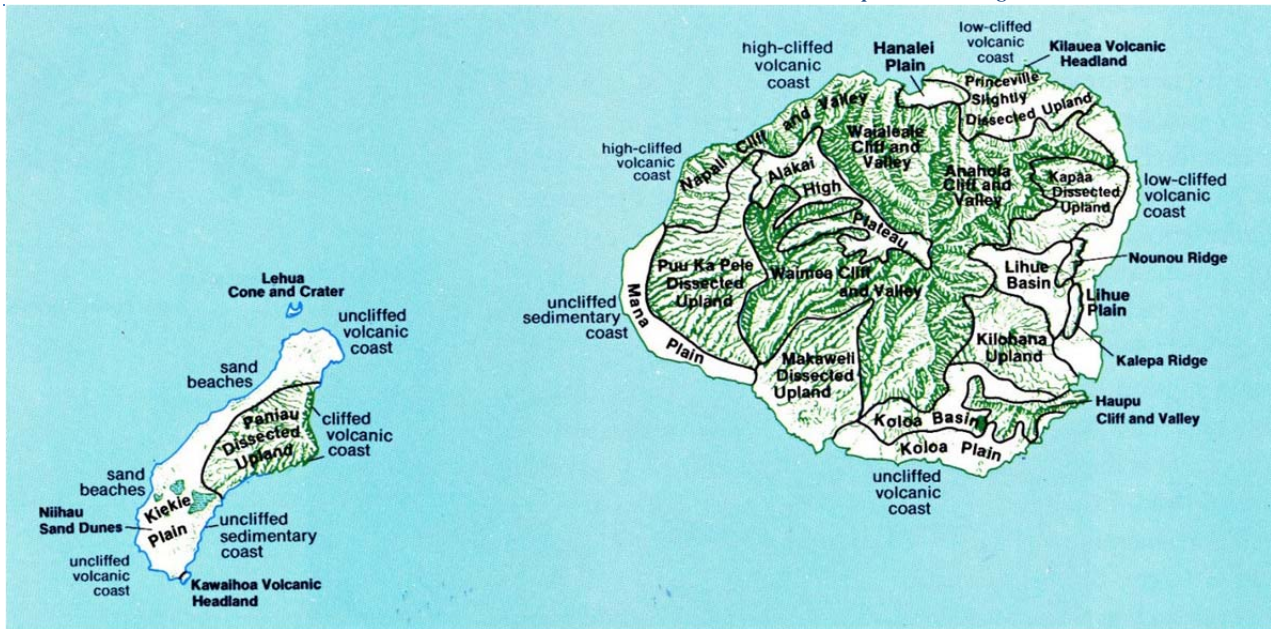 high-cliffed
volcanic
coast
Hanalei
Plain
low-cliffed
volcanic
coast
Kilauea Volcanic
Headland
Princeville
Slightly
Dissected Upland
Napali Cliff and Valley
Waialeale
Cliff and
Valley
high-cliffed
volcanic
coast
Alakai
High
Plateau
Anahola
Cliff and
Valley
Kapaa
Dissected
Upland
low-cliffed
volcanic
coast
Puu Ka Pele
Dissected
Upland
Waimea Cliff
and Valley
Lihue
Basin
Nounou Ridge
Lihue
Plain
Mana
Plain
uncliffed
sedimentary
coast
Kilohana
Upland
Kalepa Ridge
Makaweli
Dissected
Upland
Haupu
Cliff and Valley
Koloa Basin
Koloa Plain
uncliffed
volcanic
coast
Lehua
Cone and Crater
uncliffed
volcanic
coast
sand
beaches
Paniau
Dissected
Upland
cliffed
volcanic
coast
sand
beaches
Kiekie
Plain
Niihau
Sand Dunes
uncliffed
sedimentary
coast
uncliffed
volcanic
coast
Kawaihoa Volcanic
Headland